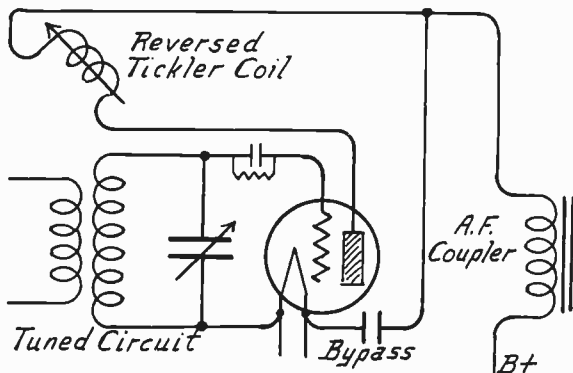 Reversed
Tickler Coil
A.F.
Coupler
Tuned Circuit
Bypass
B+